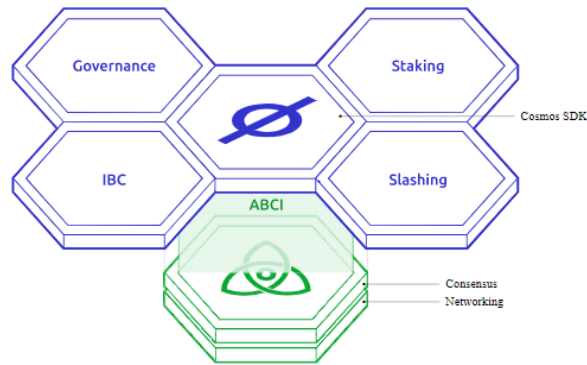 Governance
Staking
Cosmos SDK
IBC
Slashing
ABCI
Consensus
Networking